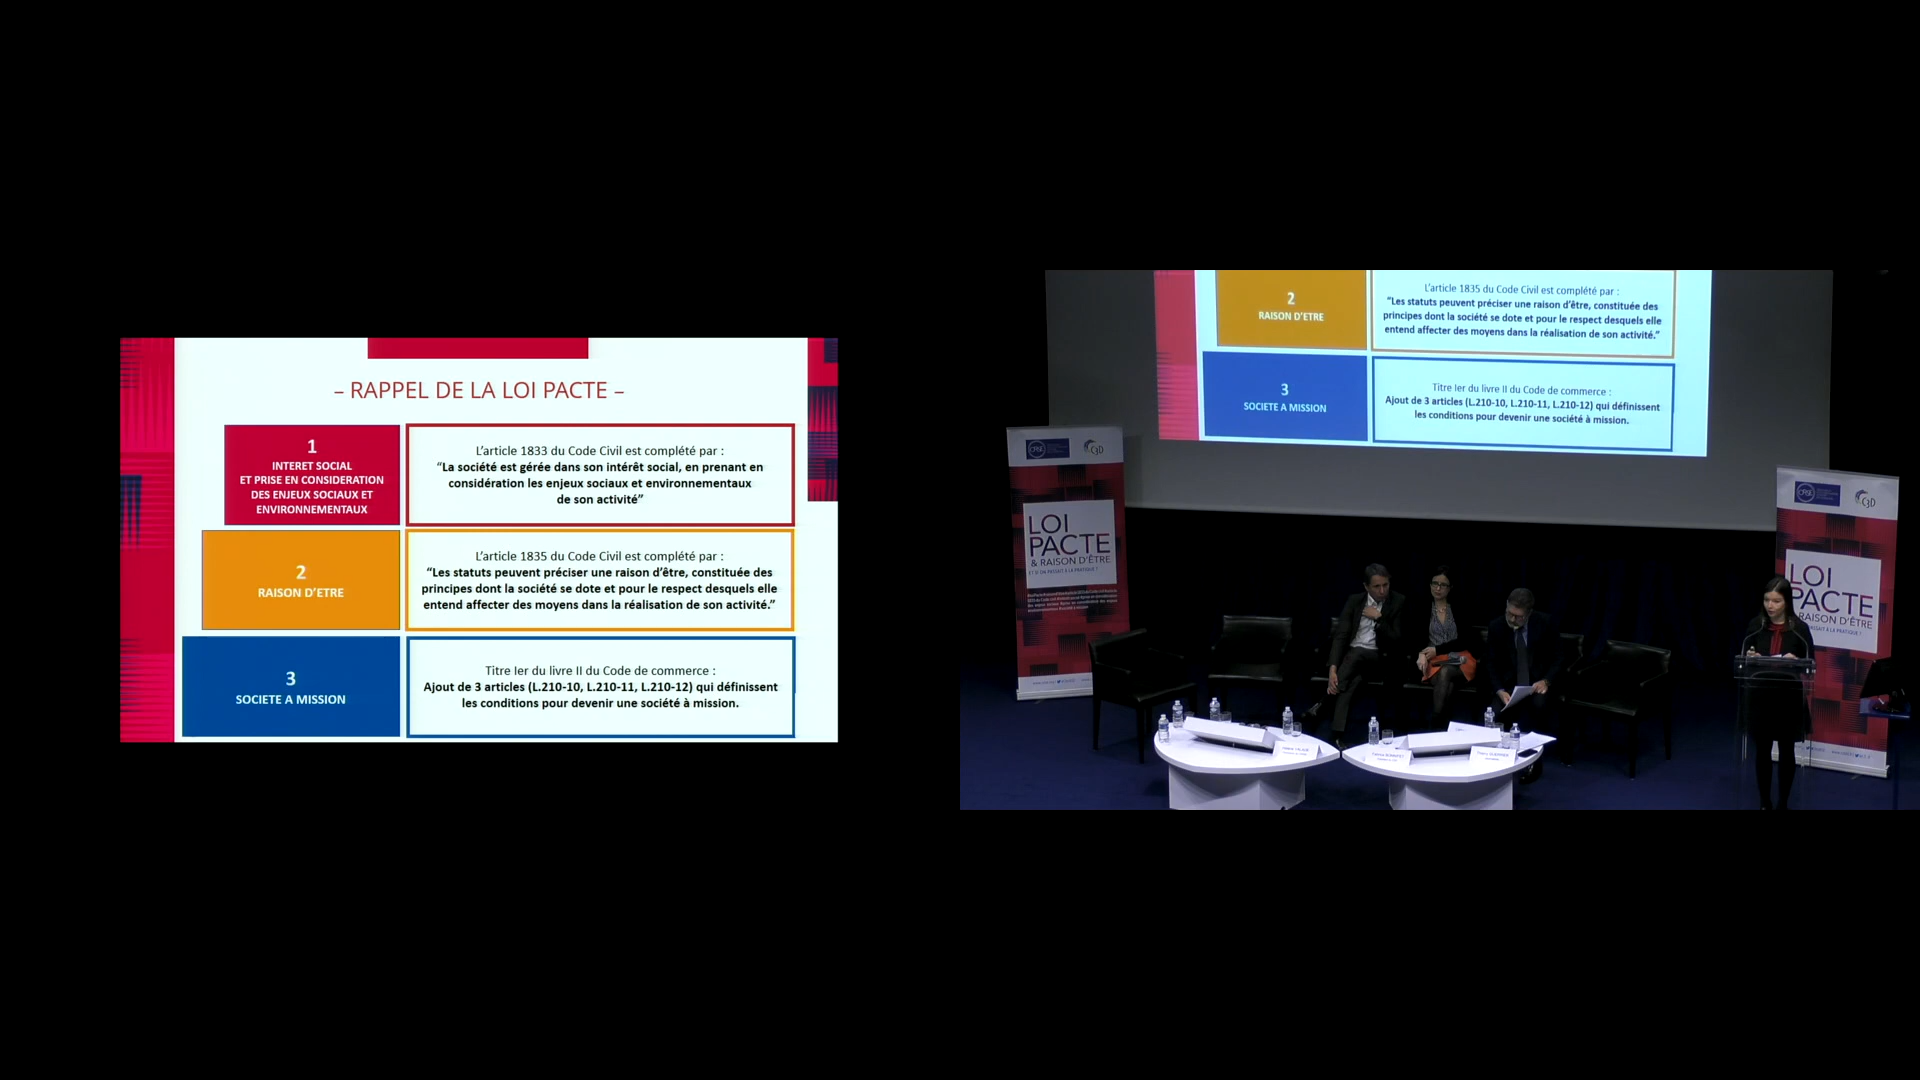 – RAPPEL DE LA LOI PACTE –
1
INTERET SOCIAL
ET PRISE EN CONSIDERATION
DES ENJEUX SOCIAUX ET
ENVIRONNEMENTAUX
L’article 1833 du Code Civil est complété par :
“La société est gérée dans son intérêt social, en prenant en
considération les enjeux sociaux et environnementaux
de son activité”
2
RAISON D’ETRE
L’article 1835 du Code Civil est complété par :
“Les statuts peuvent préciser une raison d’être, constituée des
principes dont la société se dote et pour le respect desquels elle
entend affecter des moyens dans la réalisation de son activité.”
3
SOCIETE A MISSION
Titre Ier du livre II du Code de commerce :
Ajout de 3 articles (L.210-10, L.210-11, L.210-12) qui définissent
les conditions pour devenir une société à mission.
2
RAISON D’ETRE
L’article 1835 du Code Civil est complété par :
“Les statuts peuvent préciser une raison d’être, constituée des
principes dont la société se dote et pour le respect desquels elle
entend affecter des moyens dans la réalisation de son activité.”
3
SOCIETE A MISSION
Titre Ier du livre II du Code de commerce :
Ajout de 3 articles (L.210-10, L.210-11, L.210-12) qui définissent
les conditions pour devenir une société à mission.
C3D
LOI
PACTE
& RAISON D’ÊTRE
ET SI ON PASSAIT À LA PRATIQUE ?
C3D
LOI
PACTE
RAISON D’ÊTRE
À LA PRATIQUE ?